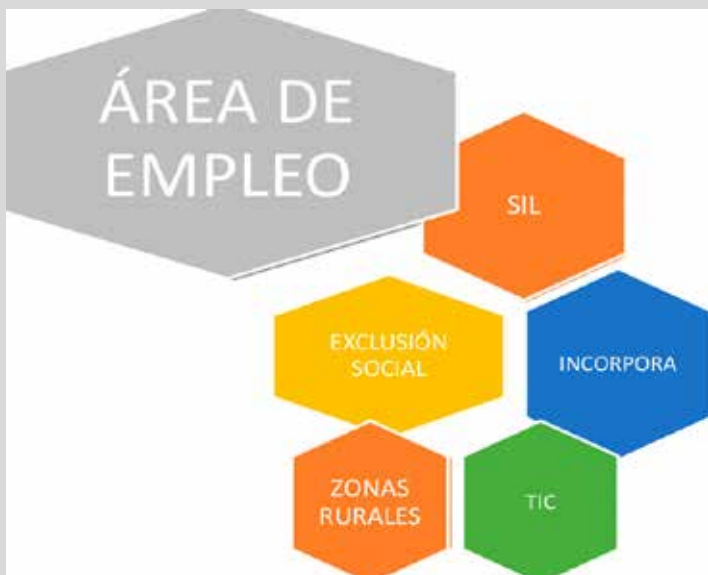 ÁREA DE
EMPLEO
SIL
EXCLUSIÓN
SOCIAL
INCORPORA
ZONAS
RURALES
TIC